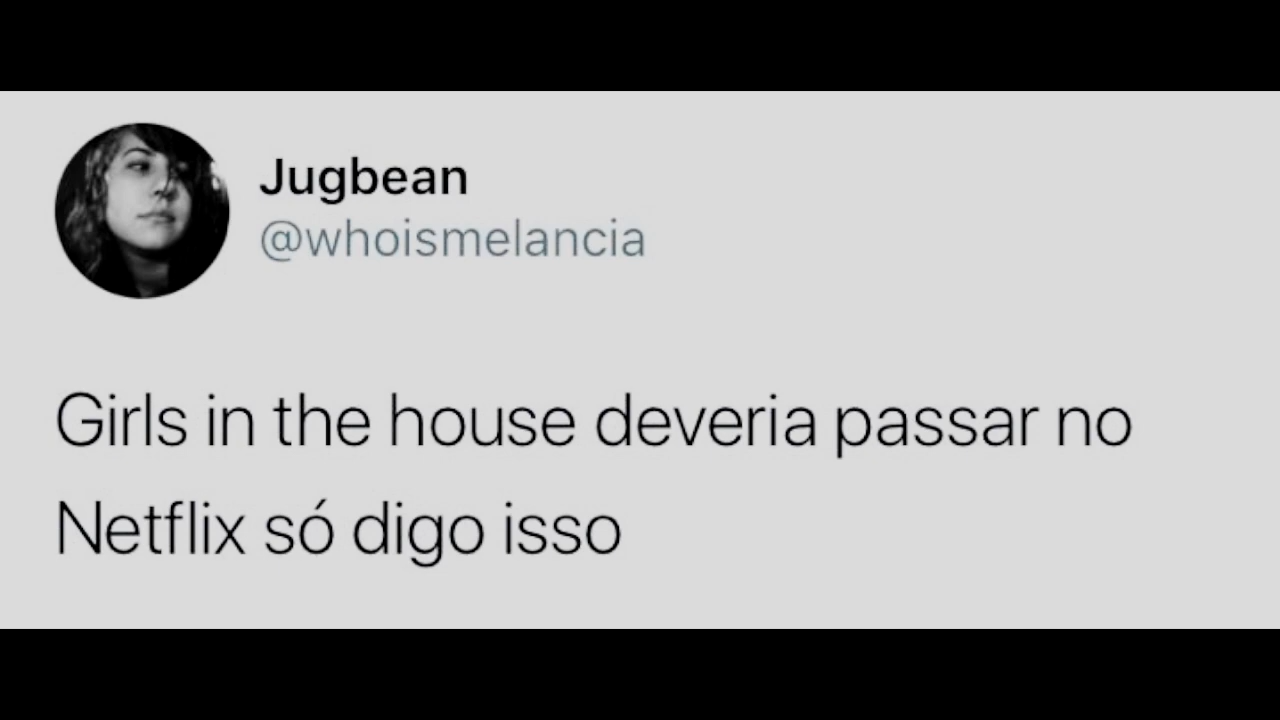 Jugbean
@whoismelancia
Girls in the house deveria passar no
Netflix só digo isso